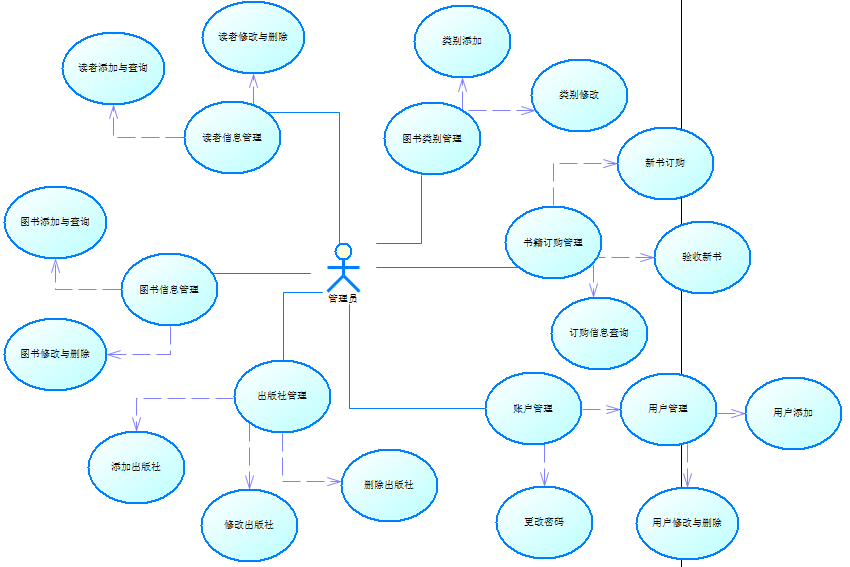 读者修改与删除
类别添加
读者添加与查询
类别修改
读者信息管理
图书类别管理
新书订购
图书添加与查询
书籍订购管理
验收新书
图书信息管理
管理员
订购信息查询
图书修改与删除
出版社管理
账户管理
用户管理
用户添加
添加出版社
删除出版社
修改出版社
更改密码
用户修改与删除